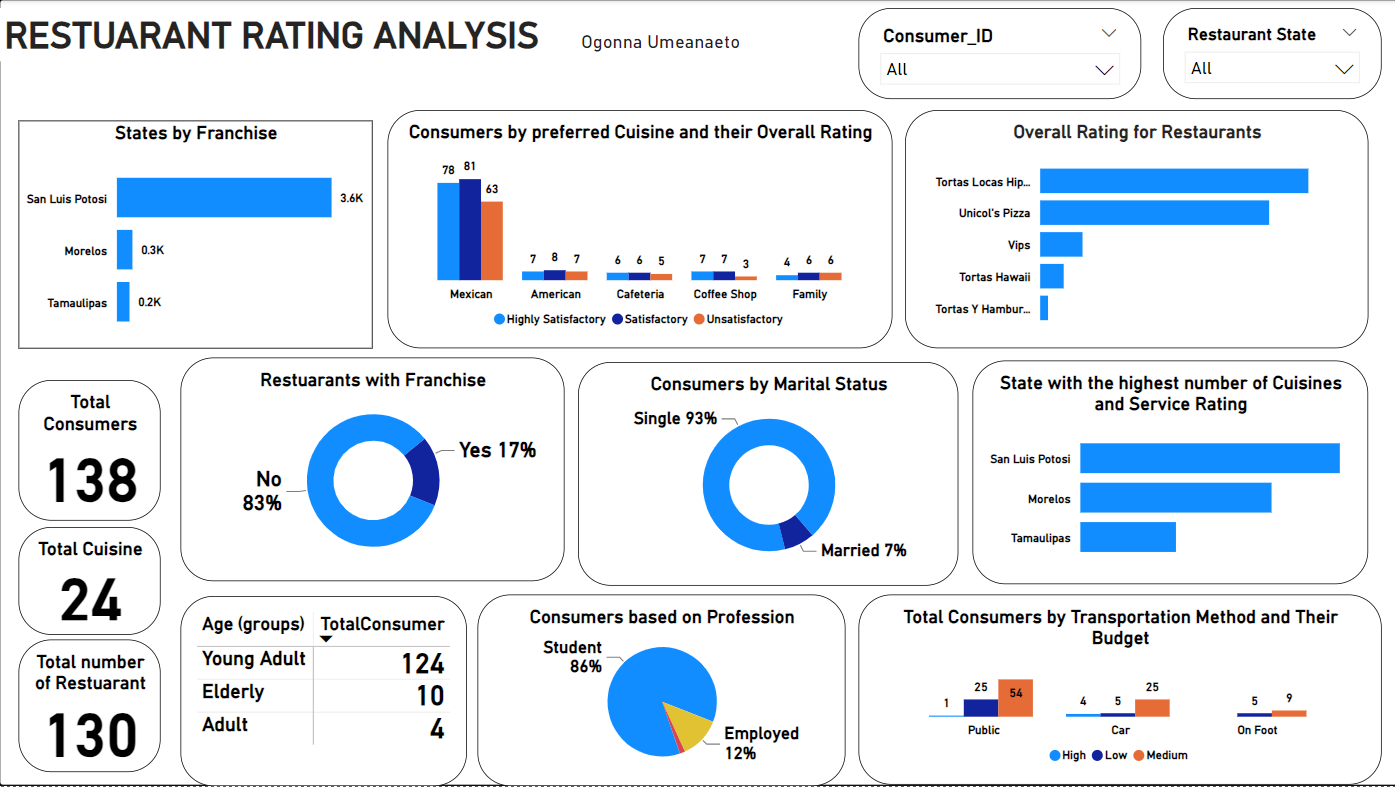 RESTUARANT RATING ANALYSIS
Ogonna Umeanaeto
Consumer_ID
All
Restaurant State
All
States by Franchise
San Luis Potosi
3.6K
Morelos
0.3K
Tamaulipas
0.2K
Consumers by preferred Cuisine and their Overall Rating
78 81 63
7 8 7
6 6 5
7 7 3
4 6 6
Mexican American Cafeteria Coffee Shop Family
Highly Satisfactory Satisfactory Unsatisfactory
Overall Rating for Restaurants
Tortas Locas Hip...
Unicol's Pizza
Vips
Tortas Hawaii
Tortas Y Hambur...
Total
Consumers
138
Total Cuisine
24
Total number
of Restuarant
130
Restuarants with Franchise
Yes 17%
No
83%
Consumers by Marital Status
Single 93%
Married 7%
State with the highest number of Cuisines
and Service Rating
San Luis Potosi
Morelos
Tamaulipas
Age (groups) TotalConsumer
Young Adult 124
Elderly 10
Adult 4
Consumers based on Profession
Student
86%
Employed
12%
Total Consumers by Transportation Method and Their
Budget
1 25 54
4 5 25
5 9
Public Car On Foot
High Low Medium